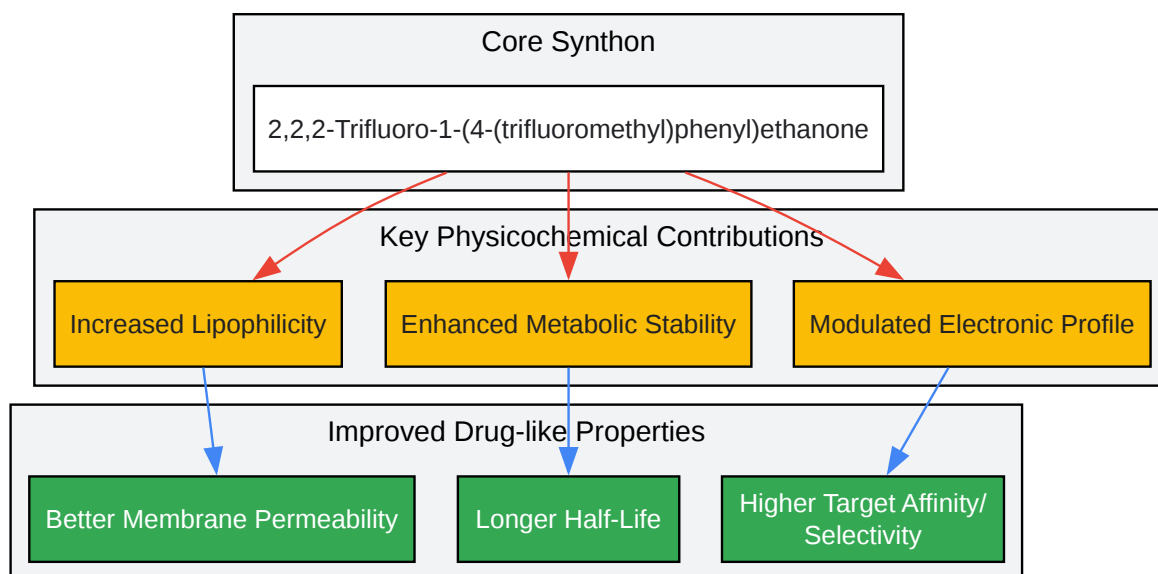 Core Synthon
2,2,2-Trifluoro-1-(4-(trifluoromethyl)phenyl)ethanone
Key Physicochemical Contributions
Increased Lipophilicity
Enhanced Metabolic Stability
Modulated Electronic Profile
Improved Drug-like Properties
Better Membrane Permeability
Longer Half-Life
Higher Target Affinity/
Selectivity